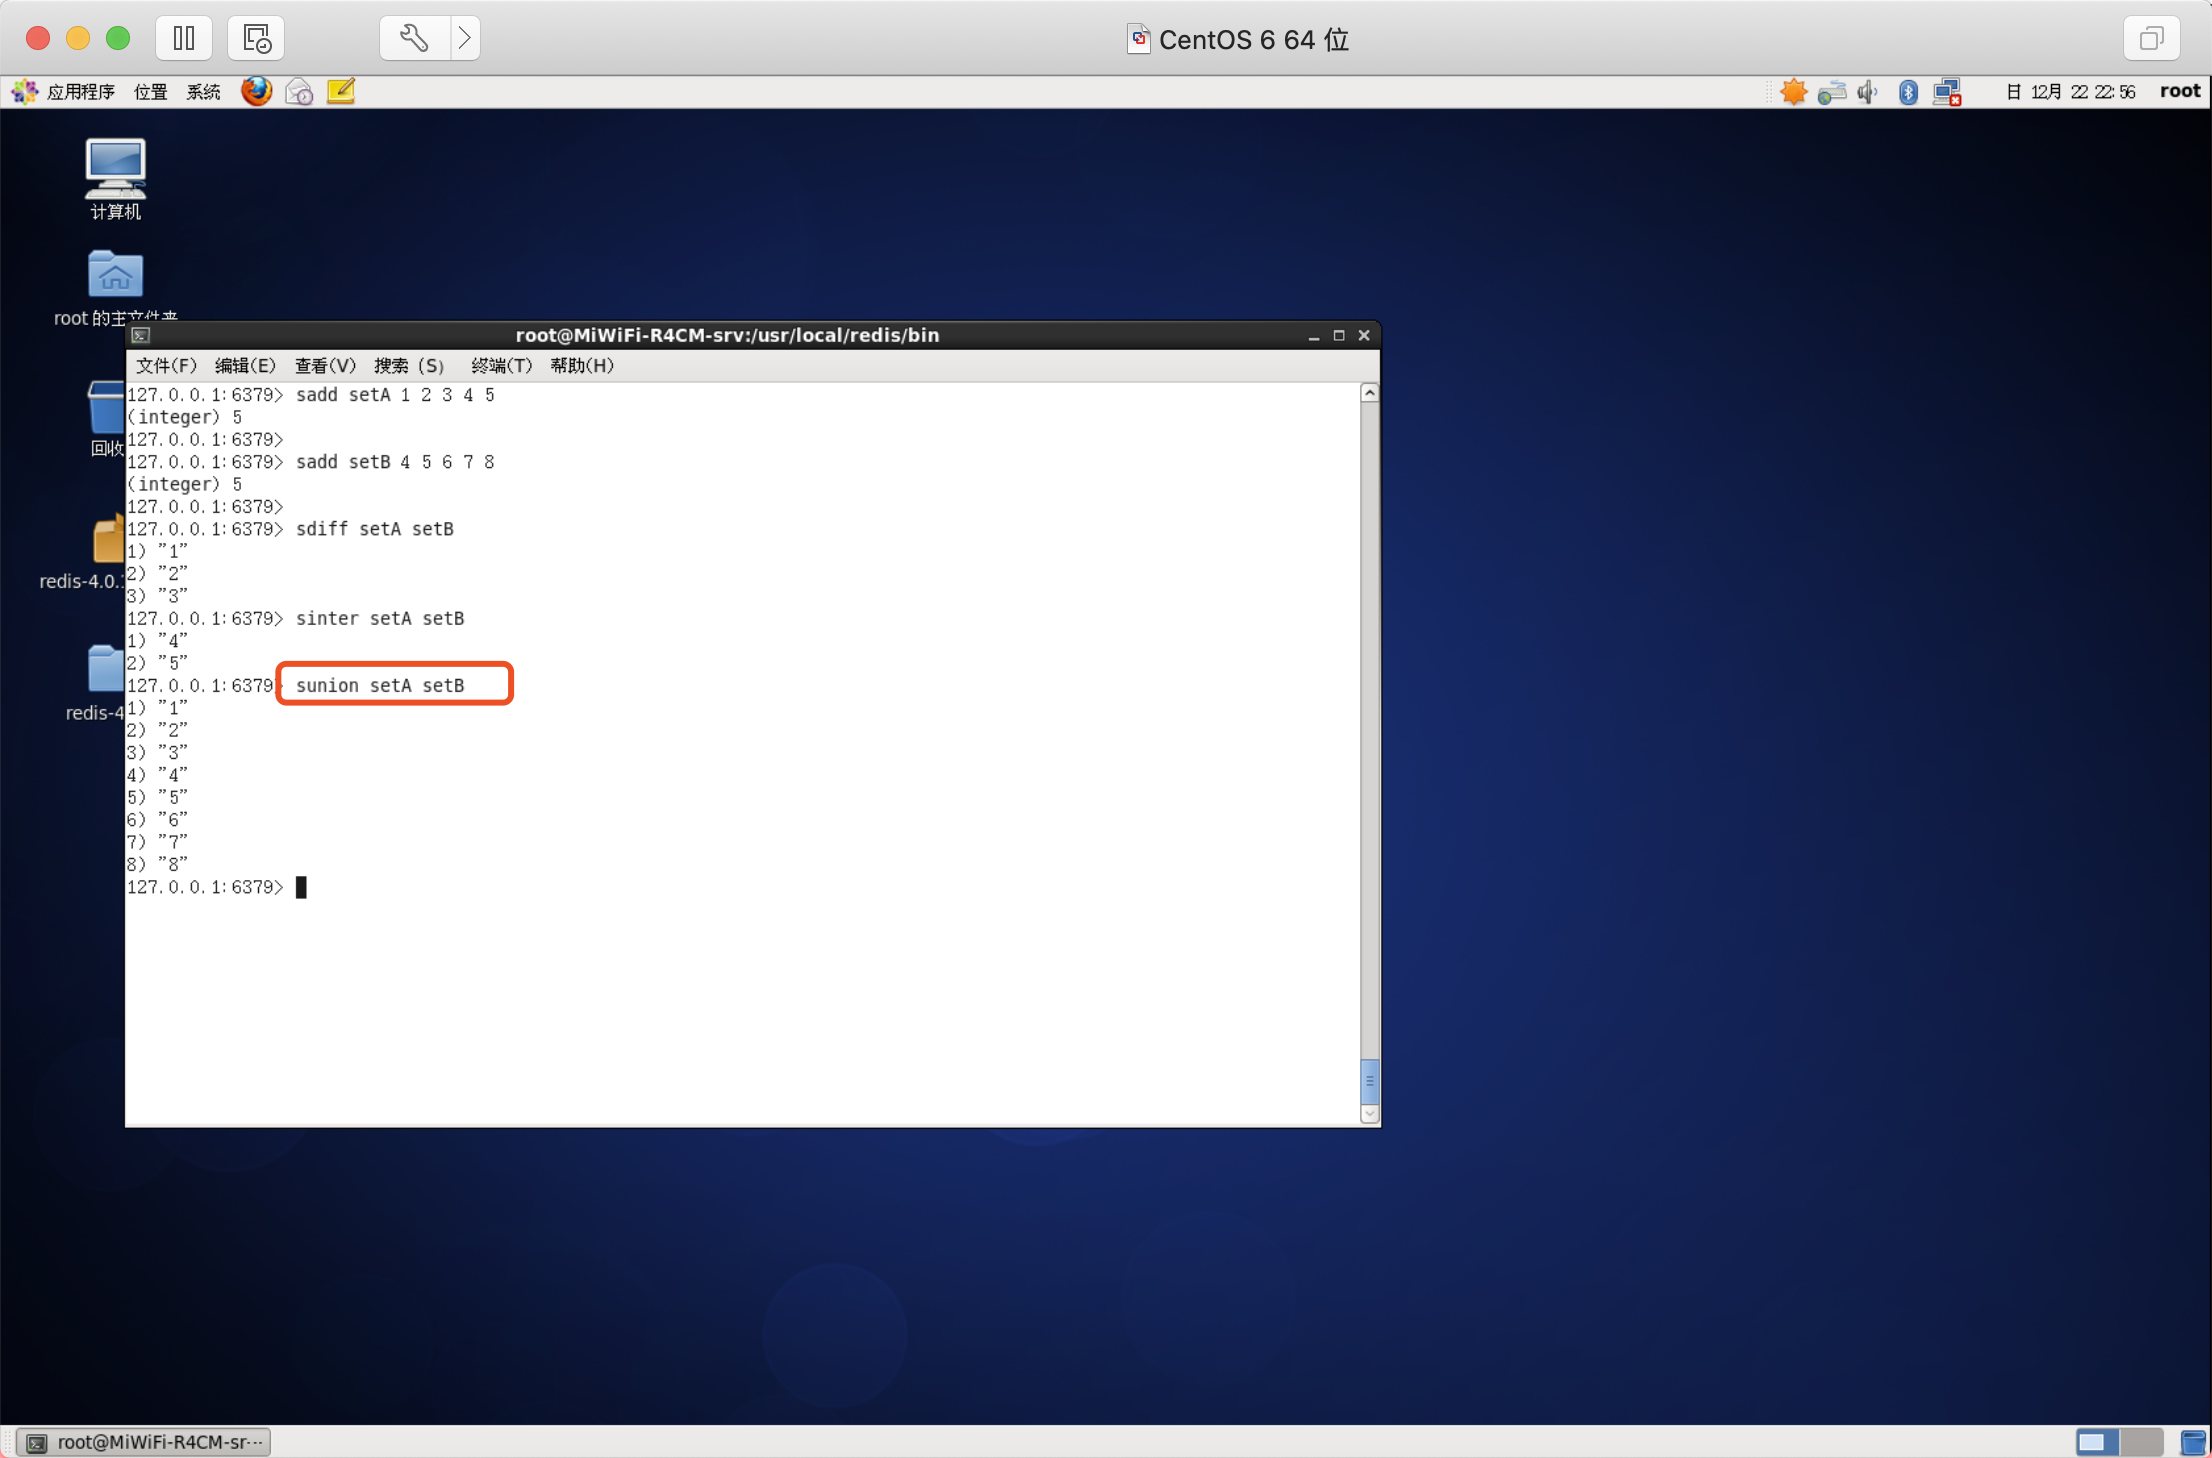 CentOS 6 64 位
应用程序 位置 系统
日 12月 22 22:56 root
计算机
root 的主文件夹
root@MiWiFi-R4CM-srv:/usr/local/redis/bin
文件(F) 编辑(E) 查看(V) 搜索 (S) 终端(T) 帮助(H)
127.0.0.1:6379> sadd setA 1 2 3 4 5
(integer) 5
127.0.0.1:6379>
127.0.0.1:6379> sadd setB 4 5 6 7 8
(integer) 5
127.0.0.1:6379>
127.0.0.1:6379> sdiff setA setB
1) "1"
2) "2"
3) "3"
127.0.0.1:6379> sinter setA setB
1) "4"
2) "5"
127.0.0.1:6379> sunion setA setB
1) "1"
2) "2"
3) "3"
4) "4"
5) "5"
6) "6"
7) "7"
8) "8"
127.0.0.1:6379>
回收
redis-4.0.
redis-4
root@MiWiFi-R4CM-sr···